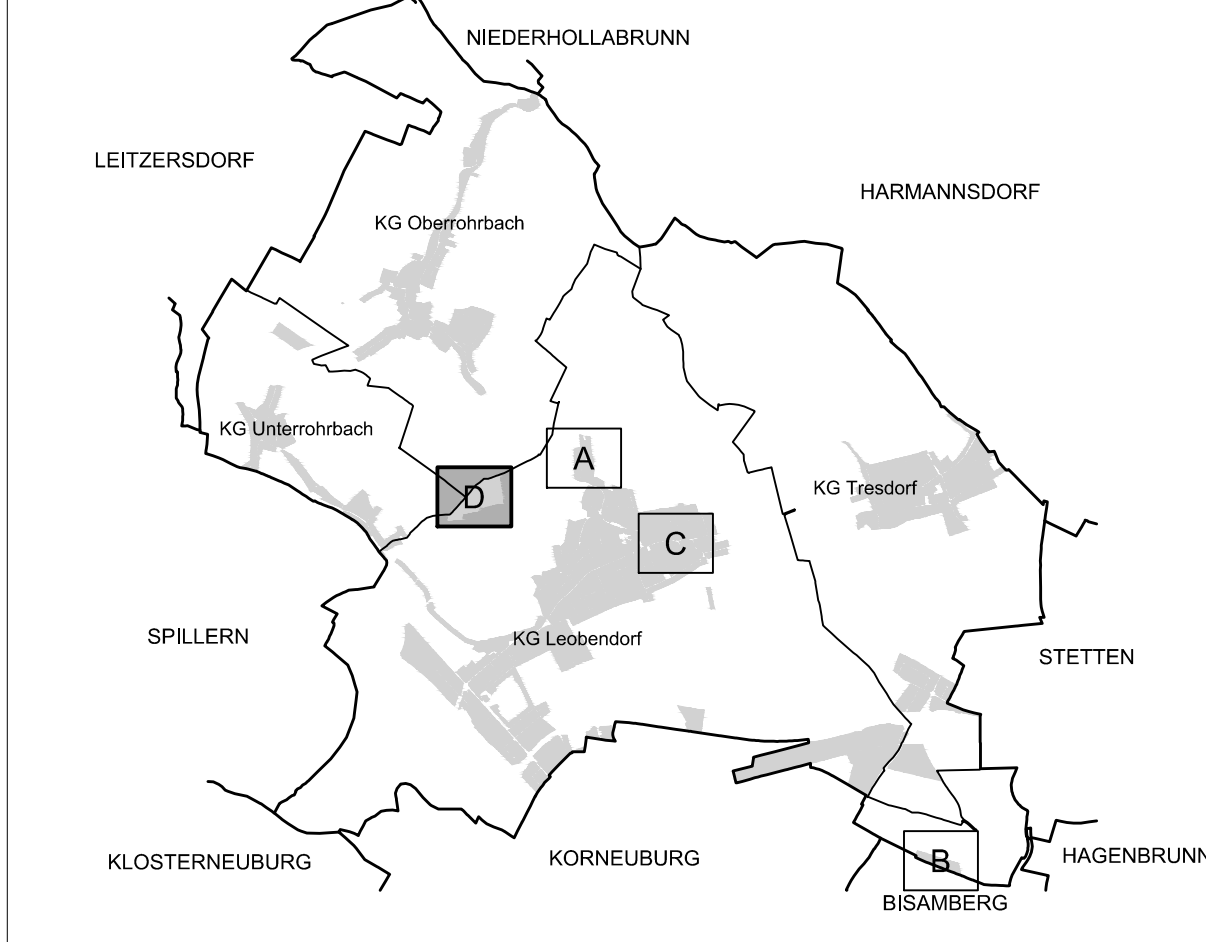 NIEDERHOLLABRUNN
LEITZERSDORF
HARMANNSDORF
KG Oberrohrbach
KG Unterrohrbach
A
KG Tresdorf
D
C
SPILLERN
KG Leobendorf
STETTEN
KLOSTERNEUBURG
KORNEUBURG
B
HAGENBRUNN
BISAMBERG